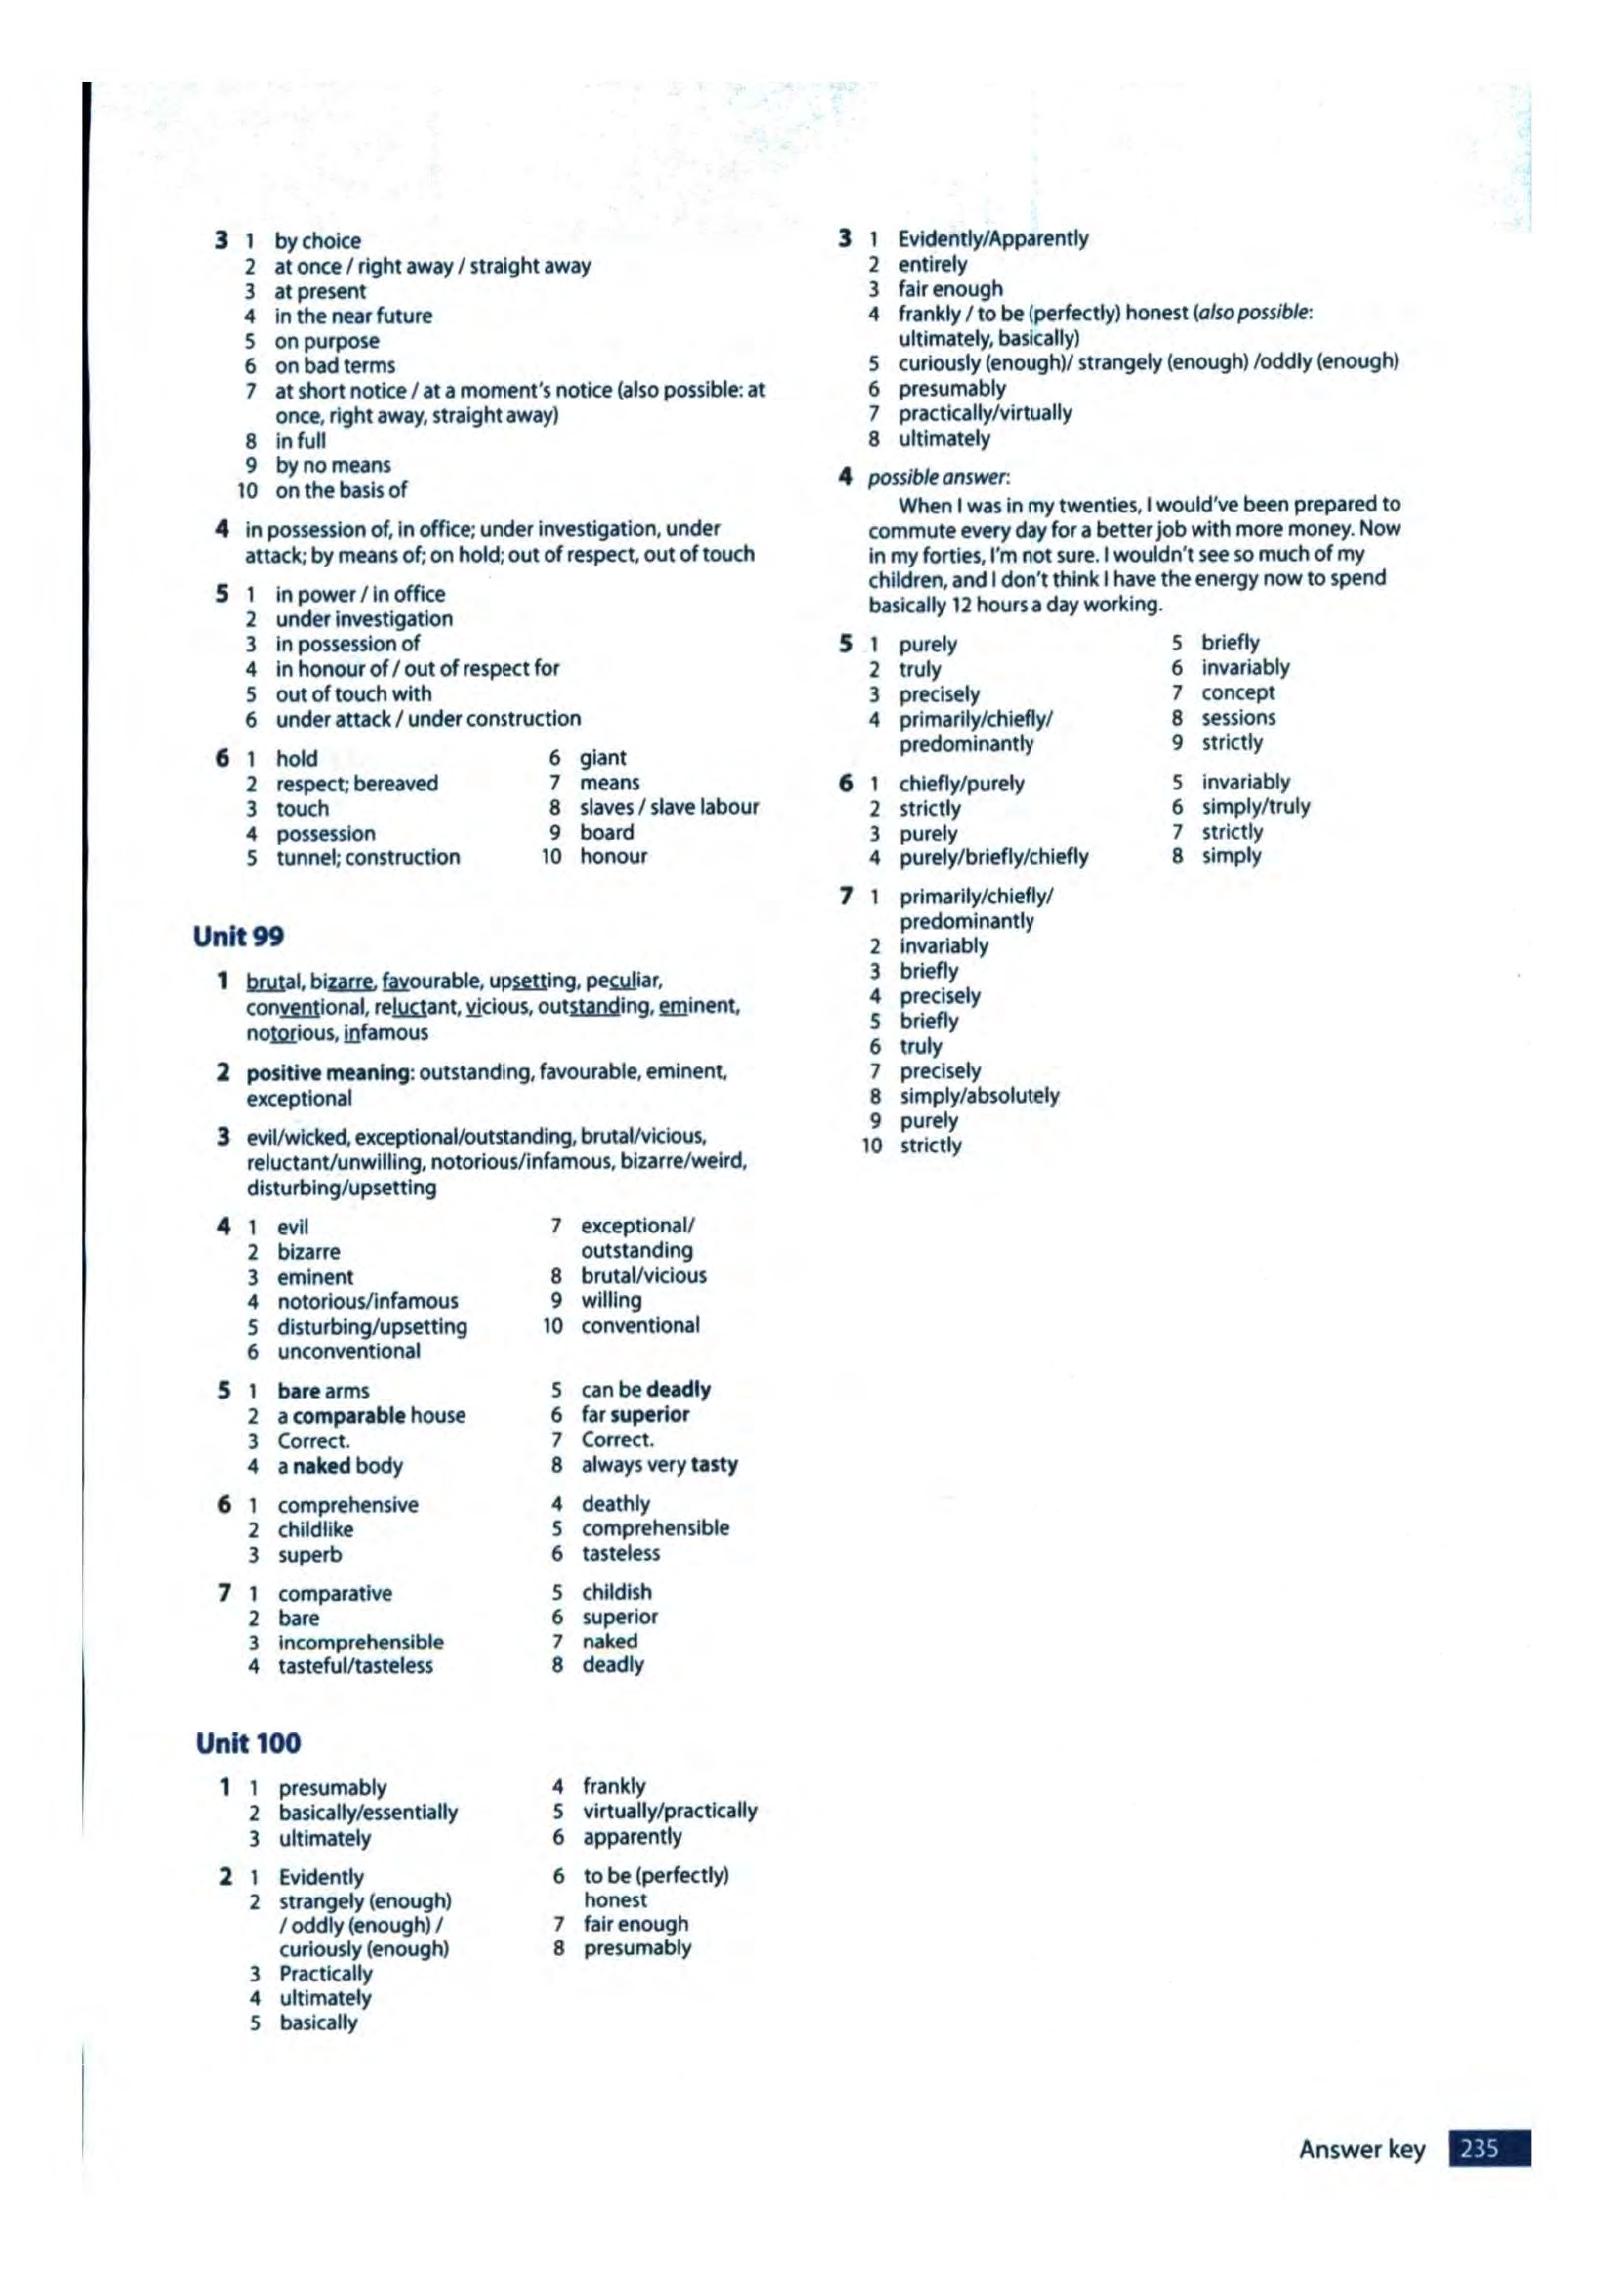 3 1 by choice
2 at once / right away / straight away
3 at present
4 in the near future
5 on purpose
6 on bad terms
7 at short notice / at a moment's notice (also possible: at
once, right away, straight away)
8 in full
9 by no means
10 on the basis of
4 in possession of, in office; under investigation, under
attack; by means of; on hold; out of respect, out of touch
5 1 in power / in office
2 under investigation
3 in possession of
4 in honour of / out of respect for
5 out of touch with
6 under attack / under construction
6 1 hold
2 respect; bereaved
3 touch
4 possession
5 tunnel; construction
6 giant
7 means
8 slaves / slave labour
9 board
10 honour
Unit 99
1 brutal, bizarre, favourable, upsetting, peculiar,
conventional, reluctant, vicious, outstanding, eminent,
notorious, infamous
2 positive meaning: outstanding, favourable, eminent,
exceptional
3 evil/wicked, exceptional/outstanding, brutal/vicious,
reluctant/unwilling, notorious/infamous, bizarre/weird,
disturbing/upsetting
4 1 evil
2 bizarre
3 eminent
4 notorious/infamous
5 disturbing/upsetting
6 unconventional
7 exceptional/
outstanding
8 brutal/vicious
9 willing
10 conventional
5 1 bare arms
2 a comparable house
3 Correct.
4 a naked body
5 can be deadly
6 far superior
7 Correct.
8 always very tasty
6 1 comprehensive
2 childlike
3 superb
4 deathly
5 comprehensible
6 tasteless
7 1 comparative
2 bare
3 incomprehensible
4 tasteful/tasteless
5 childish
6 superior
7 naked
8 deadly
Unit 100
1 1 presumably
2 basically/essentially
3 ultimately
4 frankly
5 virtually/practically
6 apparently
2 1 Evidently
2 strangely (enough)
/ oddly (enough) /
curiously (enough)
3 Practically
4 ultimately
5 basically
6 to be (perfectly)
honest
7 fair enough
8 presumably
3 1 Evidently/Apparently
2 entirely
3 fair enough
4 frankly / to be (perfectly) honest (also possible:
ultimately, basically)
5 curiously (enough)/ strangely (enough) /oddly (enough)
6 presumably
7 practically/virtually
8 ultimately
4 possible answer:
When I was in my twenties, I would've been prepared to
commute every day for a better job with more money. Now
in my forties, I'm not sure. I wouldn't see so much of my
children, and I don't think I have the energy now to spend
basically 12 hours a day working.
5 1 purely
2 truly
3 precisely
4 primarily/chiefly/
predominantly
5 briefly
6 invariably
7 concept
8 sessions
9 strictly
6 1 chiefly/purely
2 strictly
3 purely
4 purely/briefly/chiefly
5 invariably
6 simply/truly
7 strictly
8 simply
7 1 primarily/chiefly/
predominantly
2 invariably
3 briefly
4 precisely
5 briefly
6 truly
7 precisely
8 simply/absolutely
9 purely
10 strictly
Answer key 235